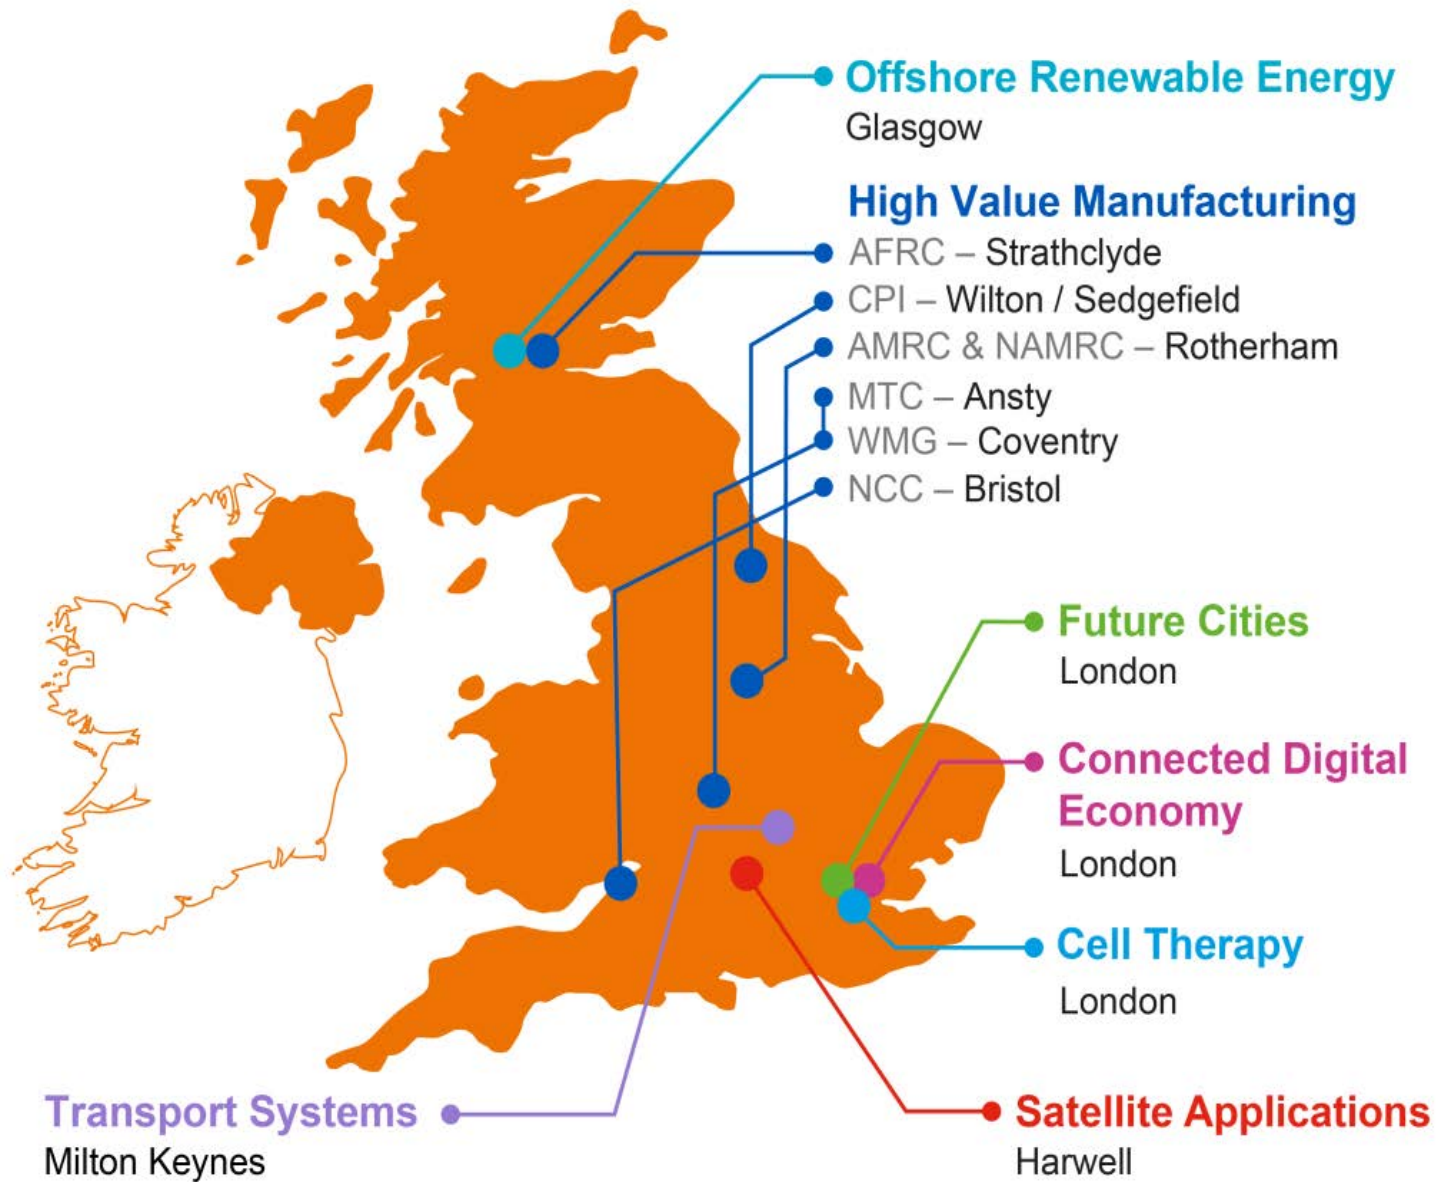 Offshore Renewable Energy
Glasgow
High Value Manufacturing
AFRC – Strathclyde
CPI – Wilton / Sedgefield
AMRC & NAMRC – Rotherham
MTC – Ansty
WMG – Coventry
NCC – Bristol
Future Cities
London
Connected Digital
Economy
London
Cell Therapy
London
Transport Systems
Milton Keynes
Satellite Applications
Harwell